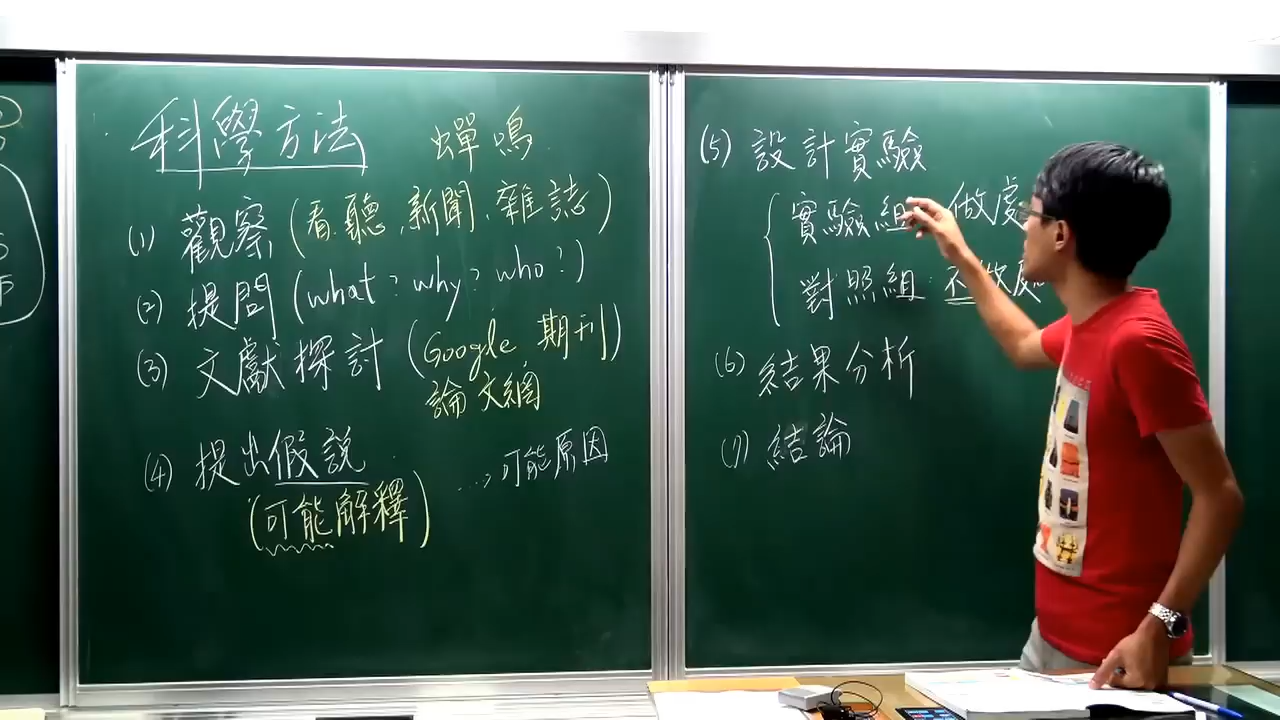 科學方法 蟬鳴
(1) 觀察(看.聽.新聞.雜誌)
(2) 提問(what?why?who?)
(3) 文獻探討(Google.期刊)
論文網
(4) 提出假說 ...可能原因
(可能解釋)
(5) 設計實驗
實驗組 做處
對照組:不做處
(6) 結果分析
(7) 結論